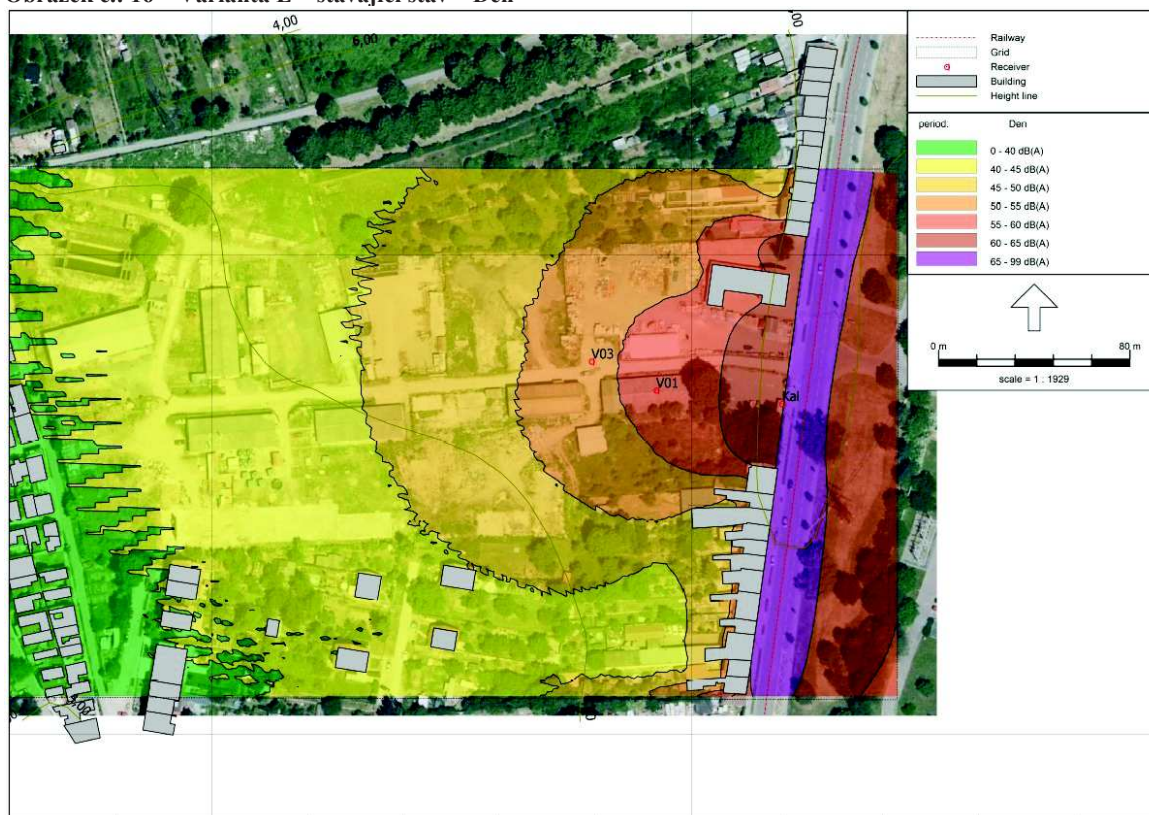 Obrázek č.: 16 – Varianta E – stávající stav – Den
4,00
6,00
Railway
Grid
Receiver
Building
Height line
period.
Den
0 - 40 dB(A)
40 - 45 dB(A)
45 - 50 dB(A)
50 - 55 dB(A)
55 - 60 dB(A)
60 - 65 dB(A)
65 - 99 dB(A)
0 m
80 m
scale = 1 : 1929
V03
V01
Kal